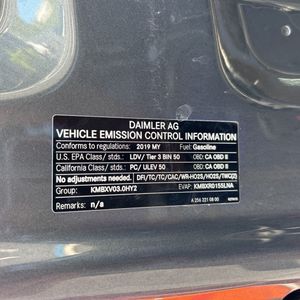 DAIMLER AG
VEHICLE EMISSION CONTROL INFORMATION
Conforms to regulations: 2019 MY Fuel: Gasoline
U.S. EPA Class/ stds.: LDV/ Tier 3 BIN 50 OBD: CA OBD II
California Class/ stds.: PC/ ULEV 50 OBD: CA OBD II
No adjustments needed. DFI/TC/TC/CAC/WR-HO2S/HO2S/TWC(2)
Group: KMBXV03.0HY2 EVAP: KMBXR0155LNA
Remarks: n/a A 256 221 08 00